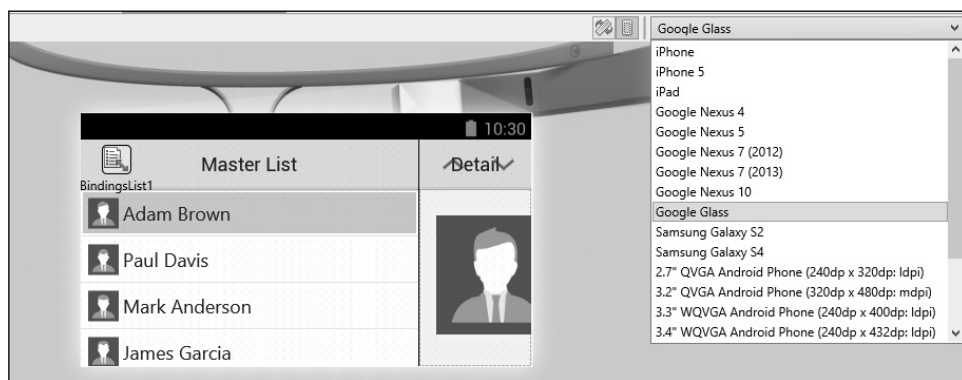 Google Glass
10:30
Master List
Detail
BindingsList1
Adam Brown
Paul Davis
Mark Anderson
James Garcia
iPhone
iPhone 5
iPad
Google Nexus 4
Google Nexus 5
Google Nexus 7 (2012)
Google Nexus 7 (2013)
Google Nexus 10
Google Glass
Samsung Galaxy S2
Samsung Galaxy S4
2.7" QVGA Android Phone (240dp x 320dp: ldpi)
3.2" QVGA Android Phone (320dp x 480dp: mdpi)
3.3" WQVGA Android Phone (240dp x 400dp: ldpi)
3.4" WQVGA Android Phone (240dp x 432dp: ldpi)